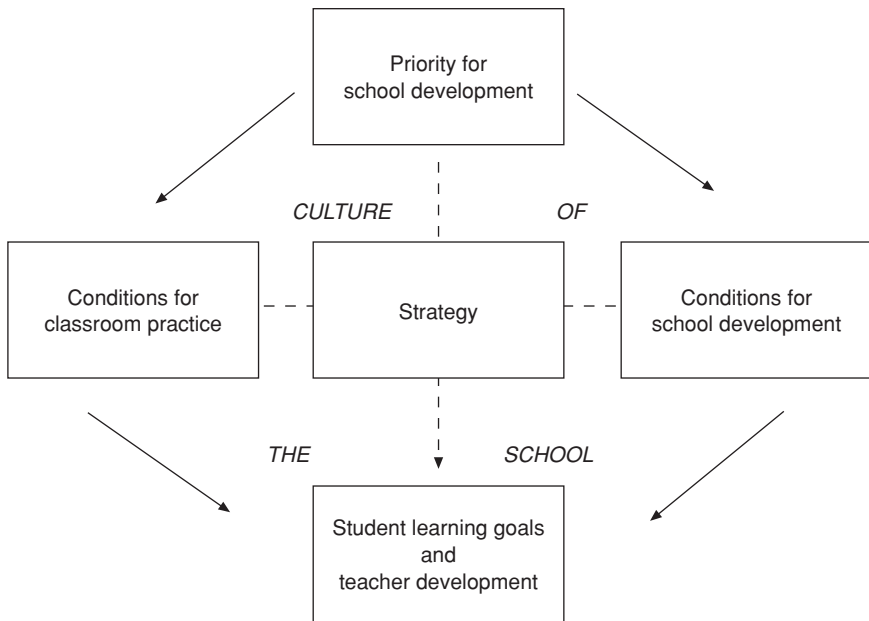 Priority for
school development
CULTURE OF
Conditions for
classroom practice
Strategy
Conditions for
school development
THE SCHOOL
Student learning goals
and
teacher development